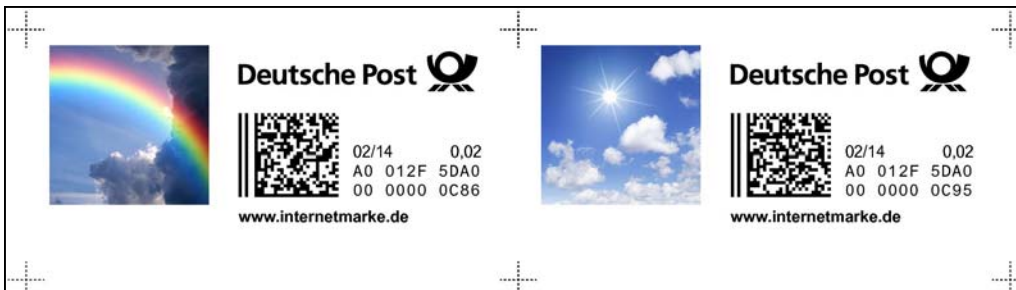 Deutsche Post
02/14 0,02
A0 012F 5DA0
00 0000 0C86
www.internetmarke.de
Deutsche Post
02/14 0,02
A0 012F 5DA0
00 0000 0C95
www.internetmarke.de